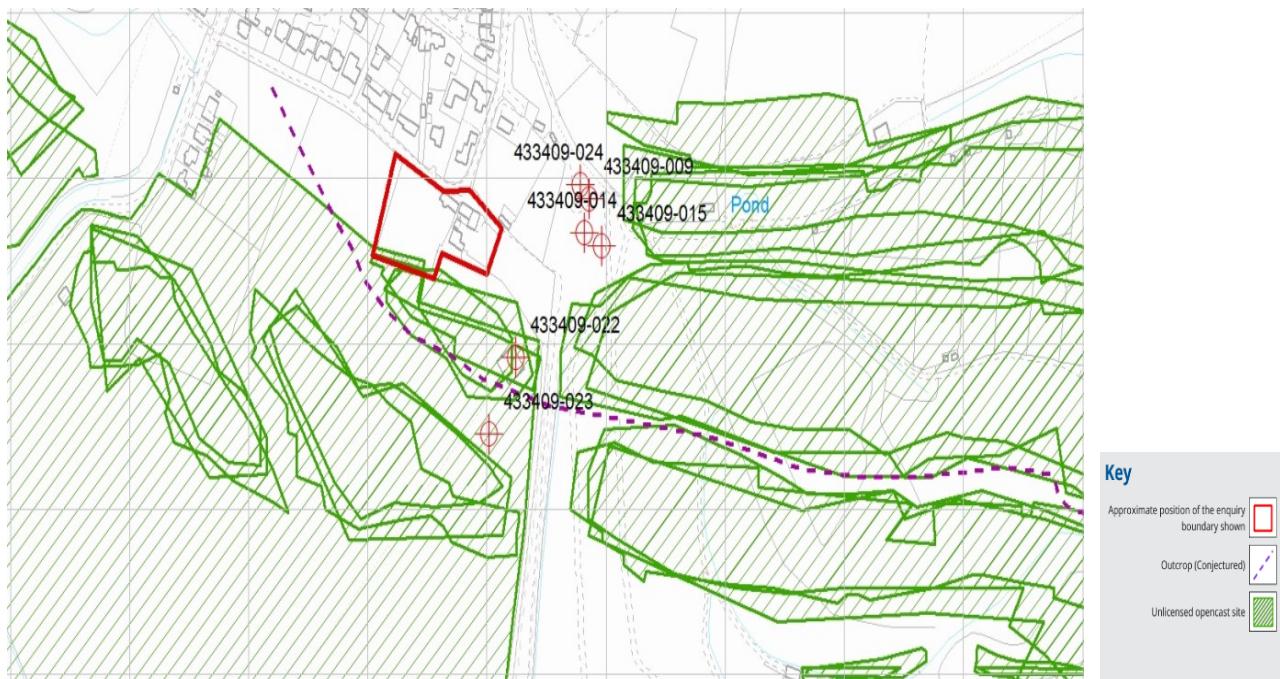 433409-024
433409-009
433409-014
433409-015
Pond
433409-022
433409-023
Key
Approximate position of the enquiry
boundary shown
Outcrop (Conjectured)
Unlicensed opencast site